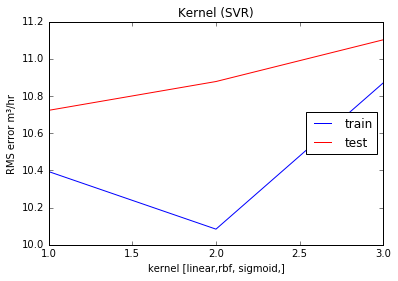 Kernel (SVR)
RMS error m³/hr
11.2
11.0
10.8
10.6
10.4
10.2
10.0
train
test
1.0 1.5 2.0 2.5 3.0
kernel [linear,rbf, sigmoid,]